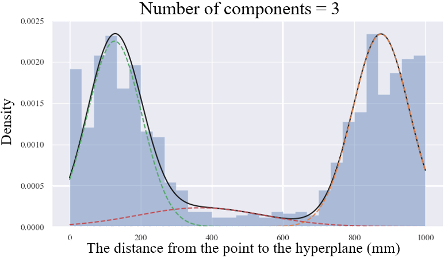 Number of components = 3
Density
0.0025
0.0020
0.0015
0.0010
0.0005
0.0000
0 200 400 600 800 1000
The distance from the point to the hyperplane (mm)